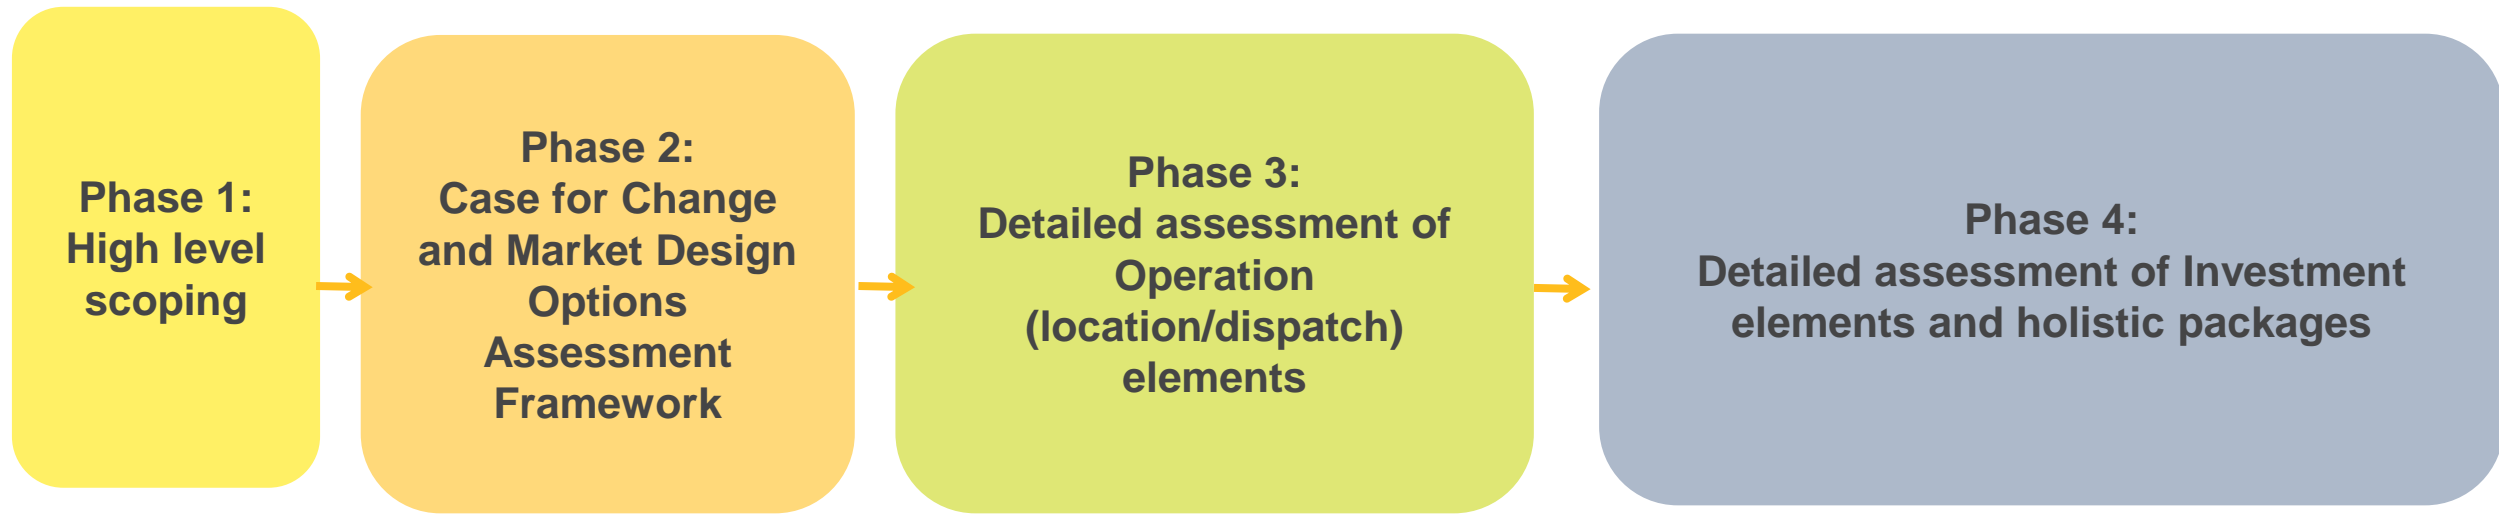 Phase 1:
High level
scoping
Phase 2:
Case for Change
and Market Design
Options
Assessment
Framework
Phase 3:
Detailed assessment of
Operation
(location/dispatch)
elements
Phase 4:
Detailed assessment of Investment
elements and holistic packages